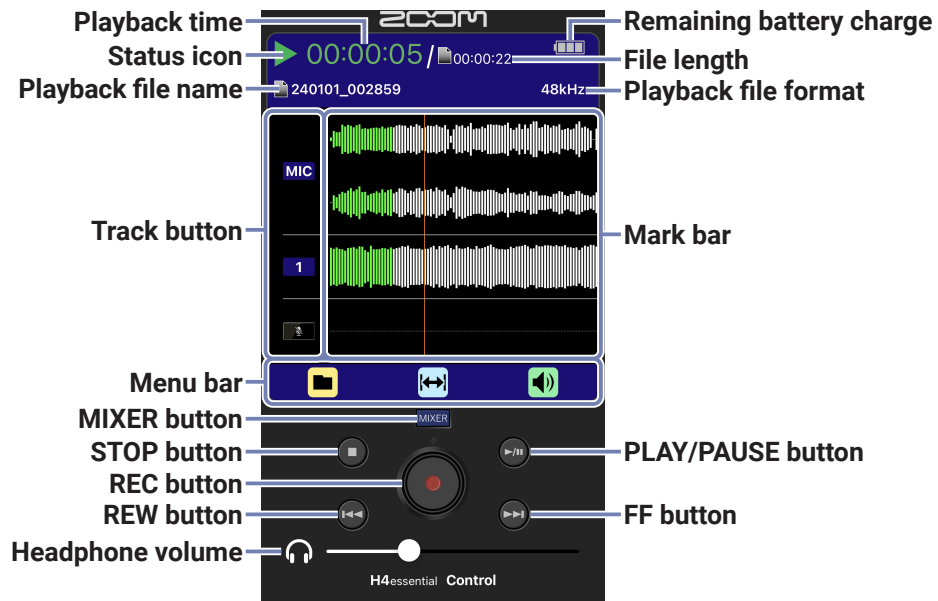 ZOOM
Playback time
Remaining battery charge
Status icon
00:00:05 / 00:00:22
File length
Playback file name
240101_002859
48kHz
Playback file format
MIC
Track button
Mark bar
1
Menu bar
MIXER button
MIXER
STOP button
PLAY/PAUSE button
REC button
REW button
FF button
Headphone volume
H4essential Control